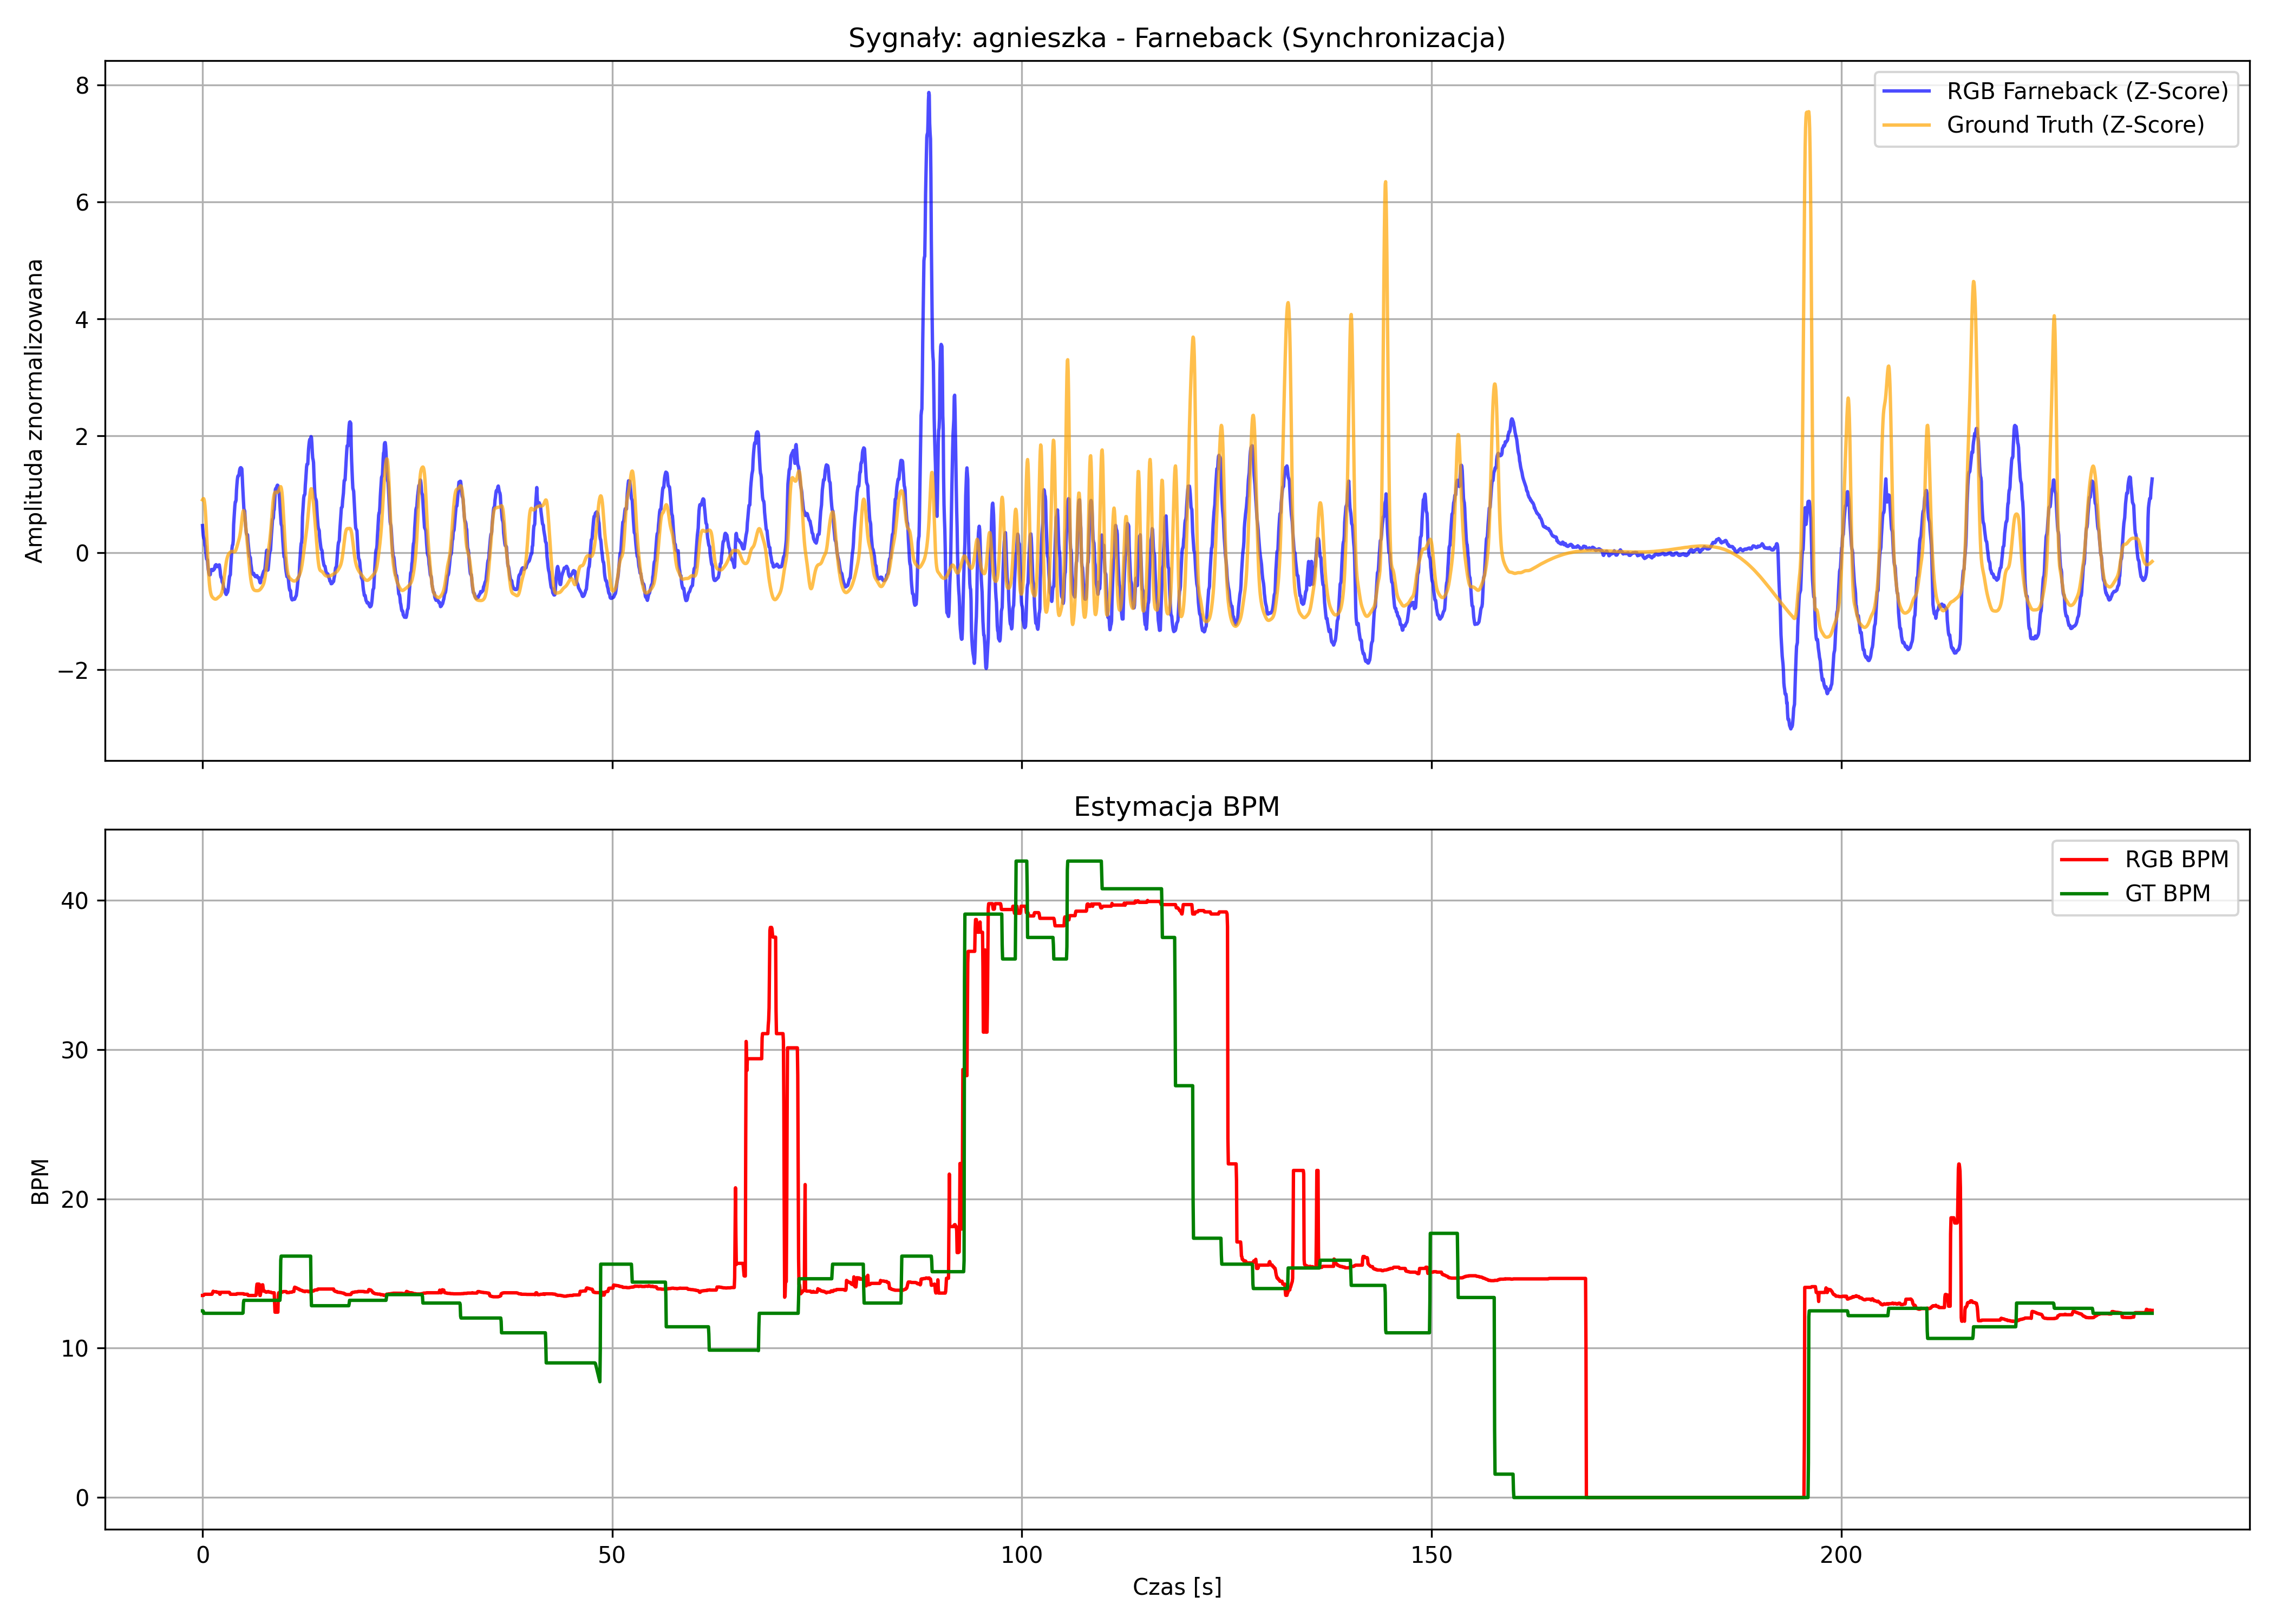 Sygnały: agnieszka - Farneback (Synchronizacja)
RGB Farneback (Z-Score)
Ground Truth (Z-Score)
Amplituda znormalizowana
8
6
4
2
0
−2
Estymacja BPM
RGB BPM
GT BPM
BPM
40
30
20
10
0
0
50
100
150
200
Czas [s]